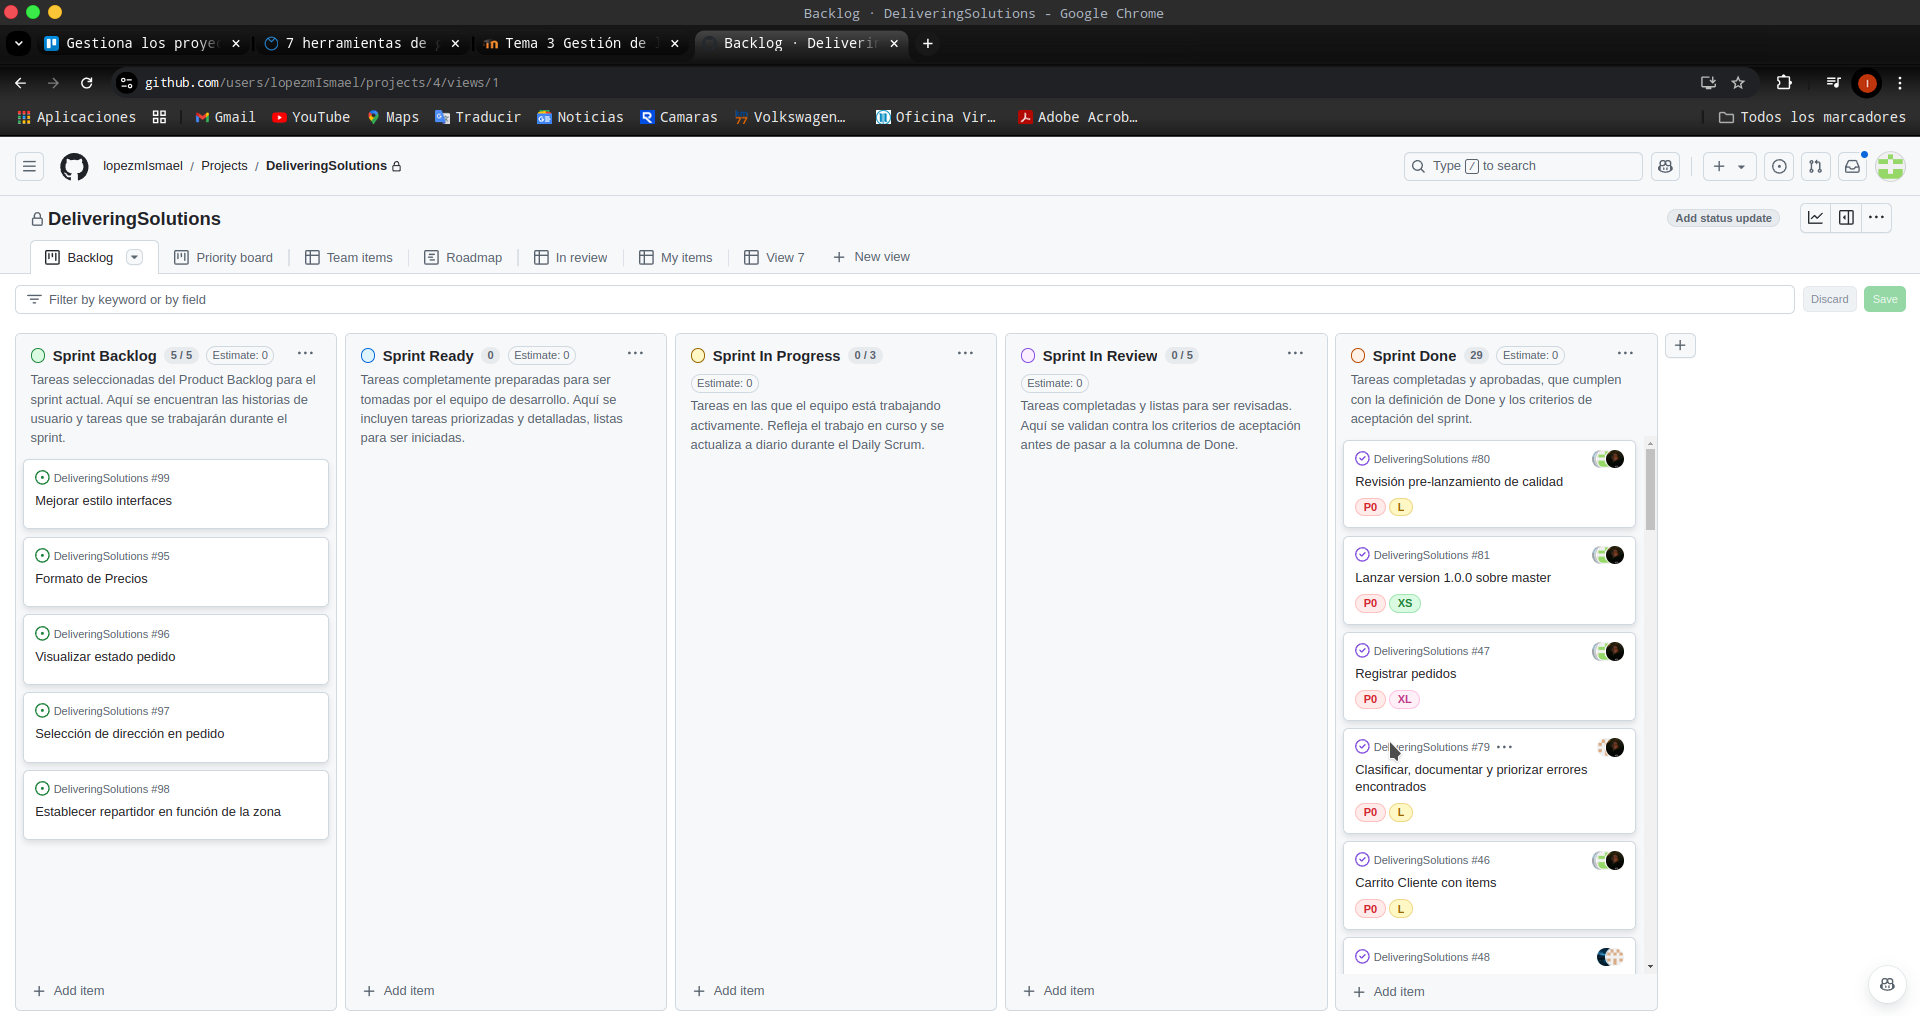 Backlog · DeliveringSolutions - Google Chrome
Gestiona los proye
7 herramientas de
Tema 3 Gestión de
Backlog · Deliveri
github.com/users/lopezmIsmael/projects/4/views/1
I
Aplicaciones
Gmail
YouTube
Maps
Traducir
Noticias
Camaras
Volkswagen…
Oficina Vir…
Adobe Acrob…
Todos los marcadores
lopezmIsmael / Projects / DeliveringSolutions
Type / to search
DeliveringSolutions
Add status update
Backlog
Priority board
Team items
Roadmap
In review
My items
View 7
New view
Filter by keyword or by field
Discard
Save
Sprint Backlog 5 / 5 Estimate: 0
Tareas seleccionadas del Product Backlog para el
sprint actual. Aquí se encuentran las historias de
usuario y tareas que se trabajarán durante el
sprint.
DeliveringSolutions #99
Mejorar estilo interfaces
DeliveringSolutions #95
Formato de Precios
DeliveringSolutions #96
Visualizar estado pedido
DeliveringSolutions #97
Selección de dirección en pedido
DeliveringSolutions #98
Establecer repartidor en función de la zona
Add item
Sprint Ready 0 Estimate: 0
Tareas completamente preparadas para ser
tomadas por el equipo de desarrollo. Aquí se
incluyen tareas priorizadas y detalladas, listas
para ser iniciadas.
Add item
Sprint In Progress 0 / 3
Estimate: 0
Tareas en las que el equipo está trabajando
activamente. Refleja el trabajo en curso y se
actualiza a diario durante el Daily Scrum.
Add item
Sprint In Review 0 / 5
Estimate: 0
Tareas completadas y listas para ser revisadas.
Aquí se validan contra los criterios de aceptación
antes de pasar a la columna de Done.
Add item
Sprint Done 29 Estimate: 0
Tareas completadas y aprobadas, que cumplen
con la definición de Done y los criterios de
aceptación del sprint.
DeliveringSolutions #80
Revisión pre-lanzamiento de calidad
P0 L
DeliveringSolutions #81
Lanzar version 1.0.0 sobre master
P0 XS
DeliveringSolutions #47
Registrar pedidos
P0 XL
DeliveringSolutions #79
Clasificar, documentar y priorizar errores
encontrados
P0 L
DeliveringSolutions #46
Carrito Cliente con items
P0 L
DeliveringSolutions #48
Add item